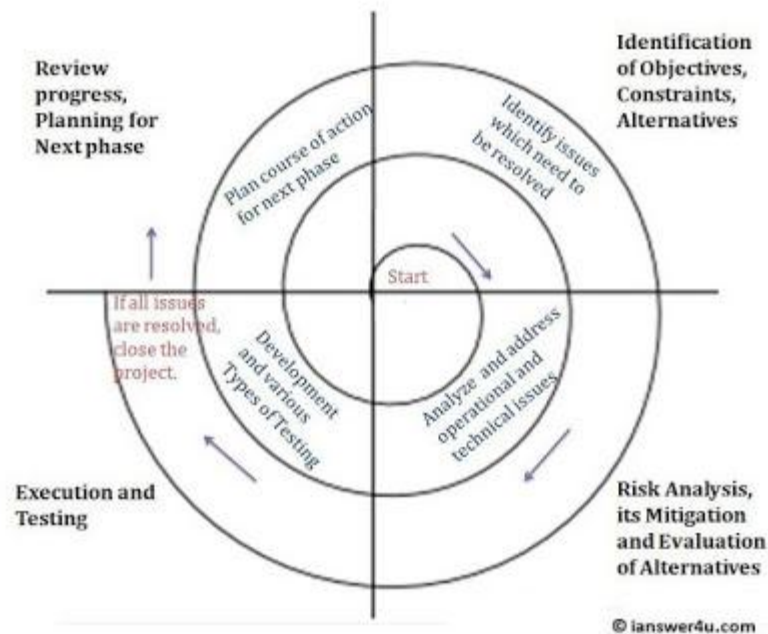 Review
progress,
Planning for
Next phase
Identification
of Objectives,
Constraints,
Alternatives
Plan course of action
for next phase
Identify issues
which need to
be resolved
Start
If all issues
are resolved,
close the
project.
Development
and various
Types of Testing
Analyze and address
operational and
technical issues
Execution and
Testing
Risk Analysis,
its Mitigation
and Evaluation
of Alternatives
© ianswer4u.com